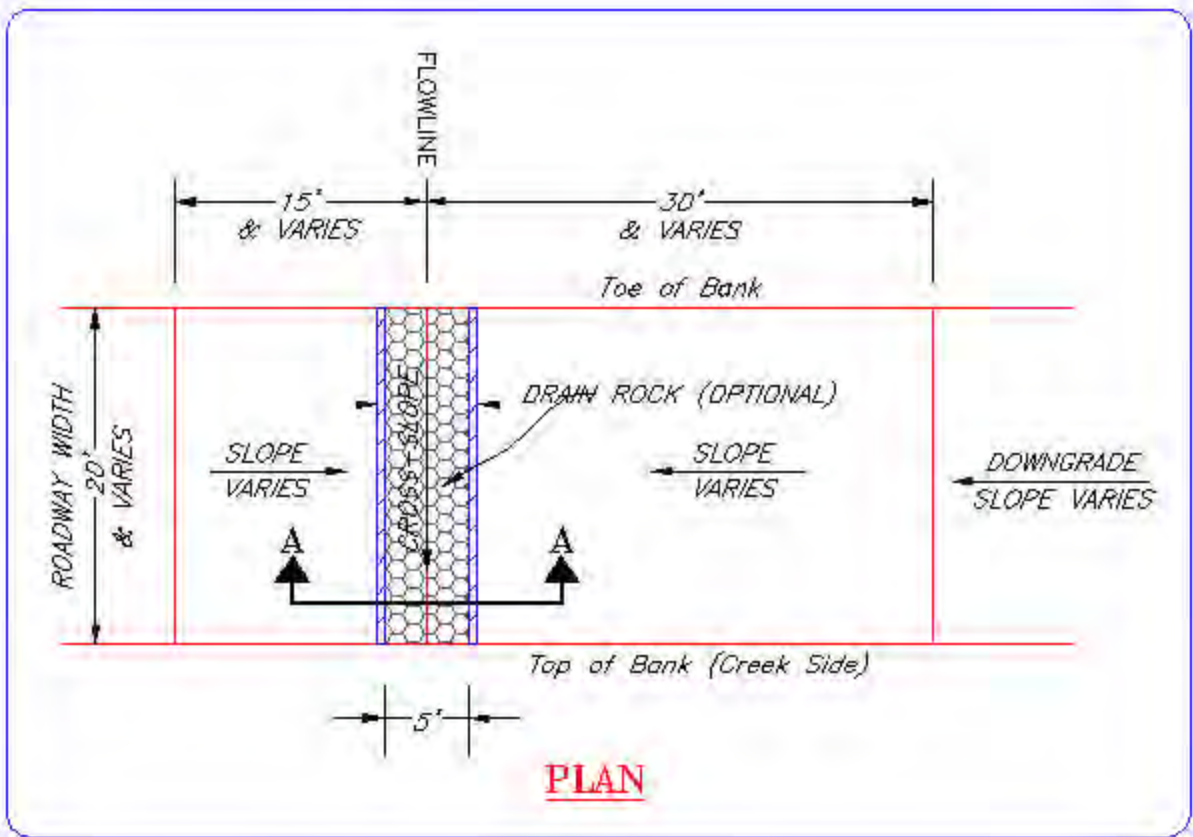 FLOWLINE
15'
& VARIES
30'
& VARIES
Toe of Bank
ROADWAY WIDTH
20'
& VARIES
CROSS-SLOPE
DRAIN ROCK (OPTIONAL)
SLOPE
VARIES
SLOPE
VARIES
DOWNGRADE
SLOPE VARIES
A
A
Top of Bank (Creek Side)
5'
PLAN